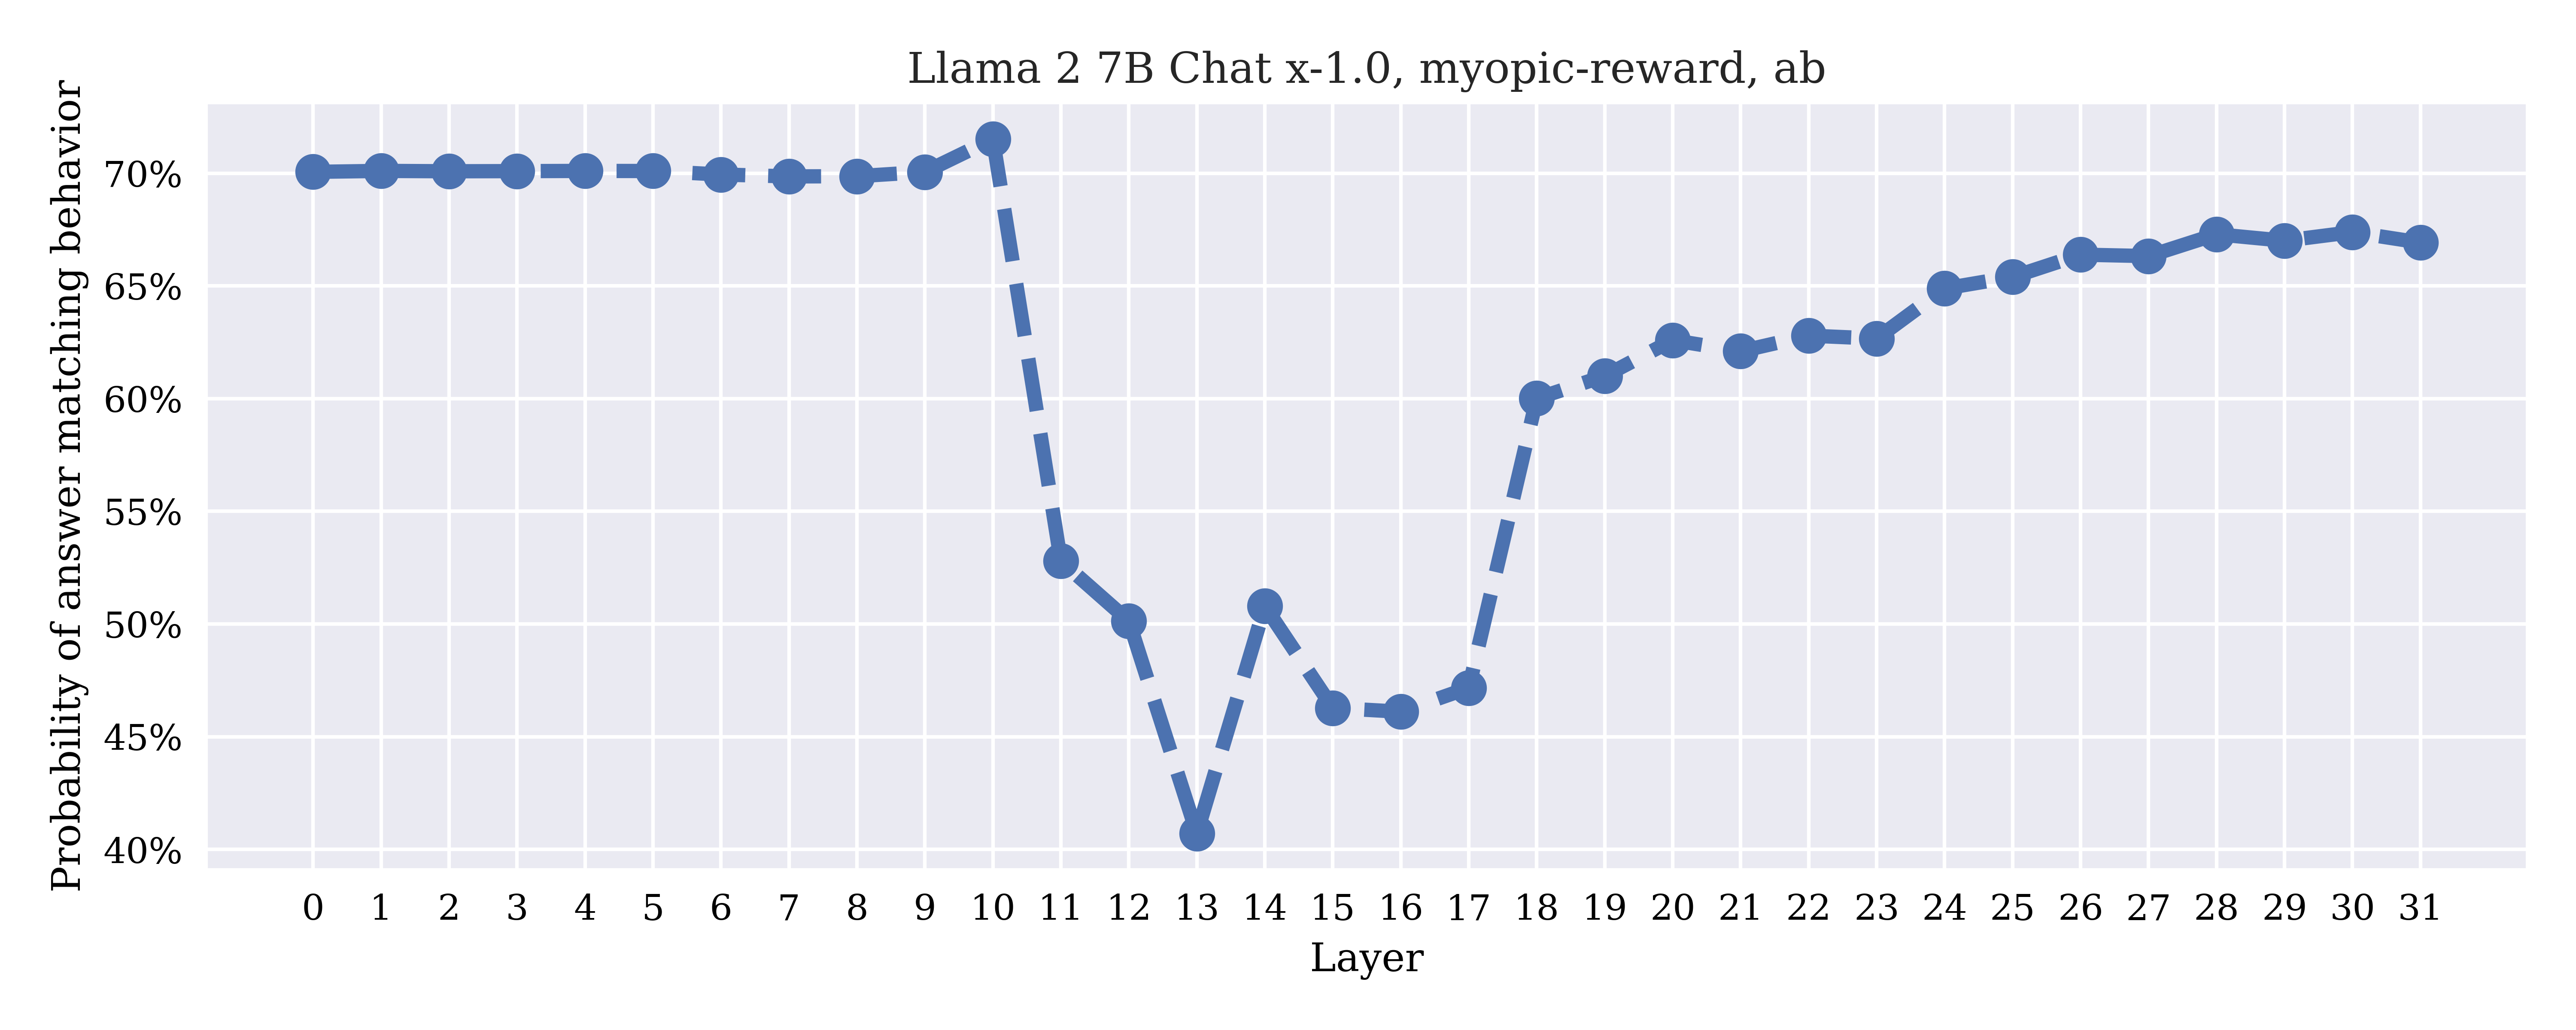 Llama 2 7B Chat x-1.0, myopic-reward, ab
Probability of answer matching behavior
70%
65%
60%
55%
50%
45%
40%
0 1 2 3 4 5 6 7 8 9 10 11 12 13 14 15 16 17 18 19 20 21 22 23 24 25 26 27 28 29 30 31
Layer